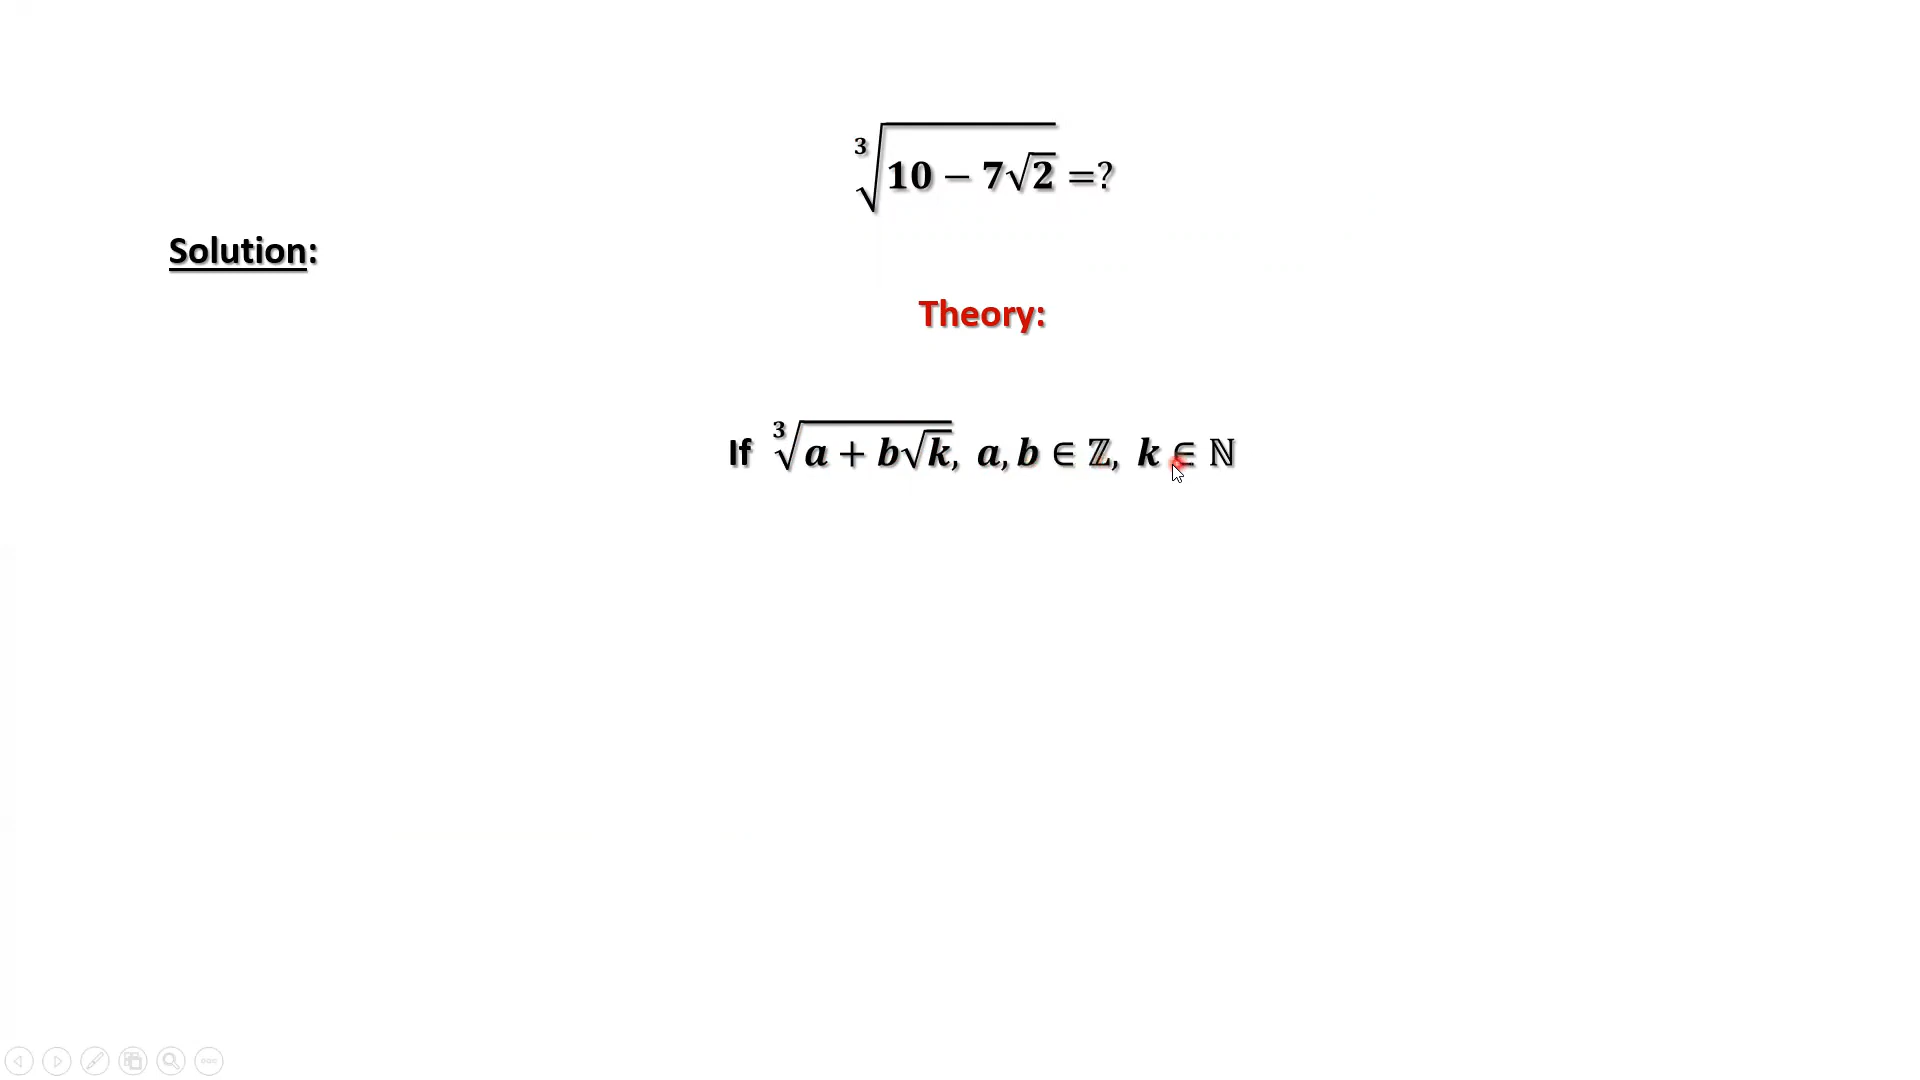 ∛(10 − 7√2) =?
Solution:
Theory:
If ∛(a + b√k), a, b ∈ ℤ, k ∈ ℕ